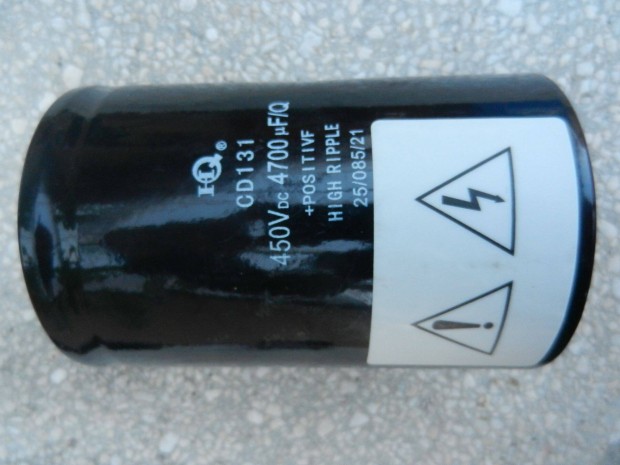 HQ®
CD131
450VDC 4700µF/Q
+POSITIVF
HIGH RIPPLE
25/085/21